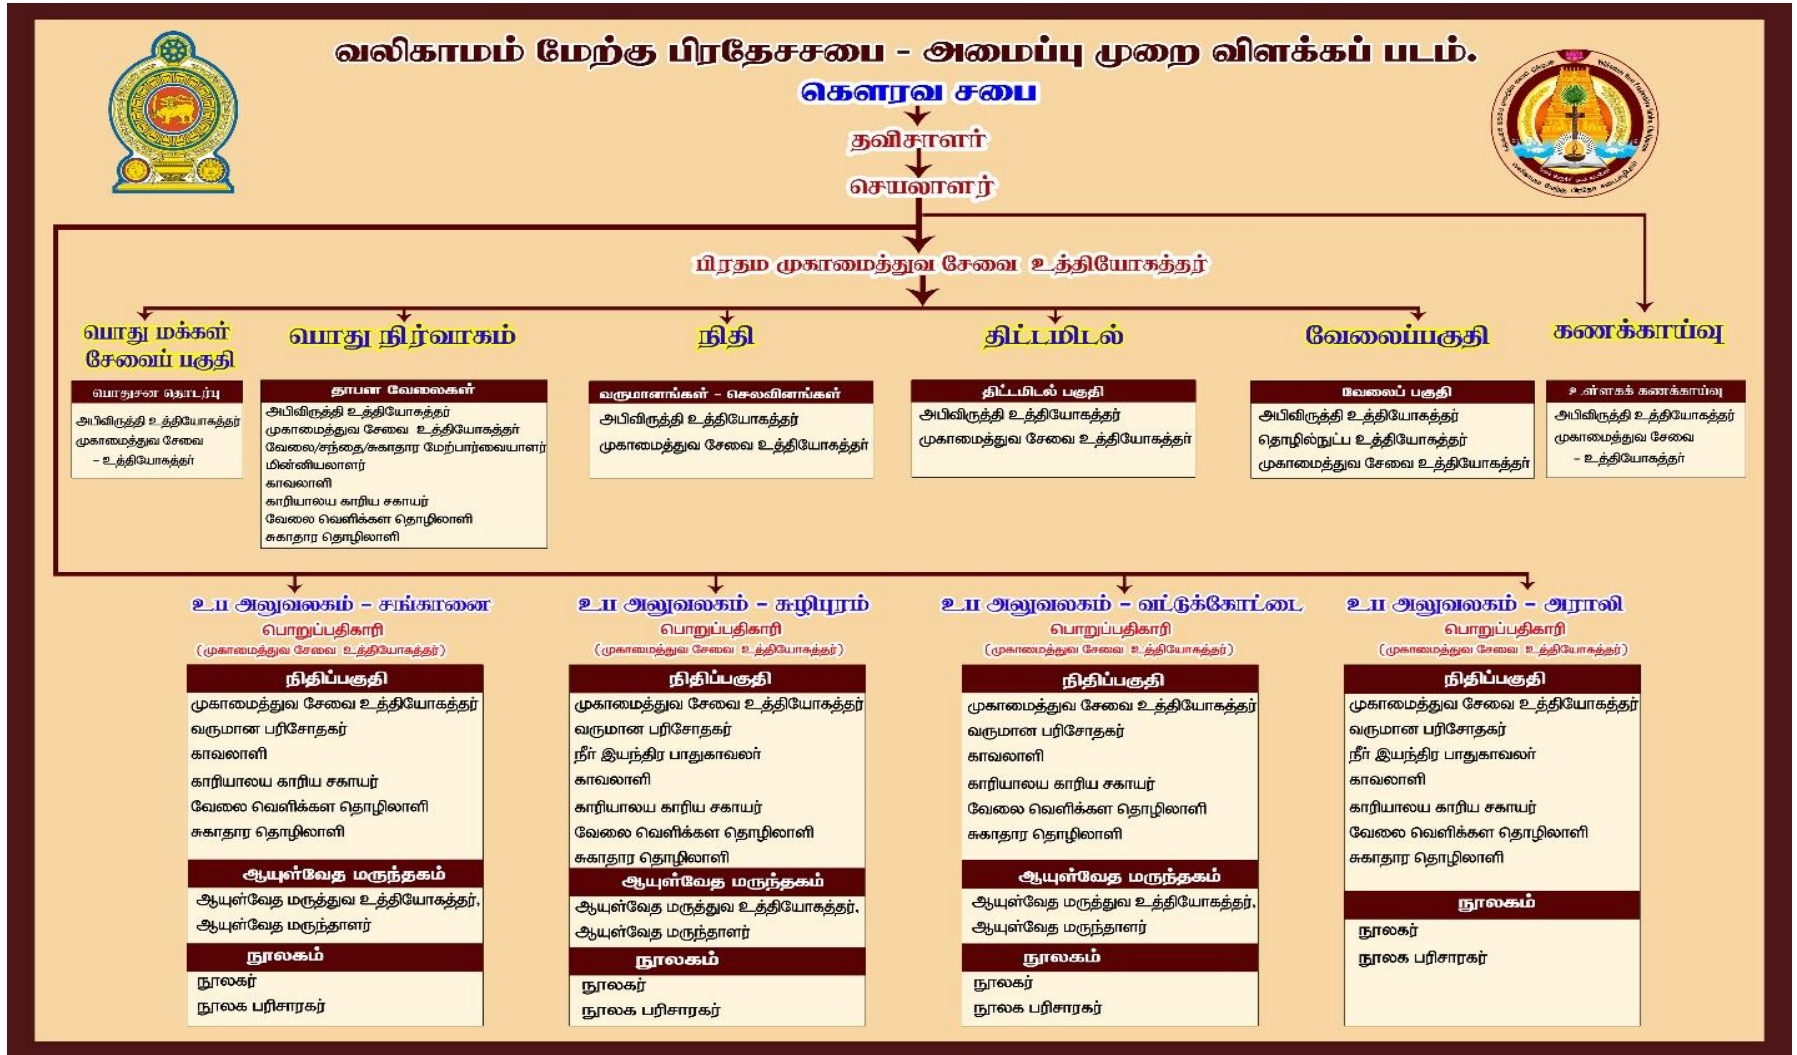 வலிகாமம் மேற்கு பிரதேசசபை - அமைப்பு முறை விளக்கப் படம்.
கௌரவ சபை
தவிசாளர்
செயலாளர்
பிரதம முகாமைத்துவ சேவை உத்தியோகத்தர்
பொது மக்கள்
சேவைப் பகுதி
பொதுசன தொடர்பு
அபிவிருத்தி உத்தியோகத்தர்
முகாமைத்துவ சேவை
- உத்தியோகத்தர்
பொது நிர்வாகம்
தாபன வேலைகள்
அபிவிருத்தி உத்தியோகத்தர்
முகாமைத்துவ சேவை உத்தியோகத்தர்
வேலை/சந்தை/சுகாதார மேற்பார்வையாளர்
மின்னியலாளர்
காவலாளி
காரியாலய காரிய சகாயர்
வேலை வெளிக்கள தொழிலாளி
சுகாதார தொழிலாளி
நிதி
வருமானங்கள் - செலவினங்கள்
அபிவிருத்தி உத்தியோகத்தர்
முகாமைத்துவ சேவை உத்தியோகத்தர்
திட்டமிடல்
திட்டமிடல் பகுதி
அபிவிருத்தி உத்தியோகத்தர்
முகாமைத்துவ சேவை உத்தியோகத்தர்
வேலைப்பகுதி
வேலைப் பகுதி
அபிவிருத்தி உத்தியோகத்தர்
தொழில்நுட்ப உத்தியோகத்தர்
முகாமைத்துவ சேவை உத்தியோகத்தர்
கணக்காய்வு
உள்ளகக் கணக்காய்வு
அபிவிருத்தி உத்தியோகத்தர்
முகாமைத்துவ சேவை
- உத்தியோகத்தர்
உப அலுவலகம் - சங்கானை
பொறுப்பதிகாரி
(முகாமைத்துவ சேவை உத்தியோகத்தர்)
நிதிப்பகுதி
முகாமைத்துவ சேவை உத்தியோகத்தர்
வருமான பரிசோதகர்
காவலாளி
காரியாலய காரிய சகாயர்
வேலை வெளிக்கள தொழிலாளி
சுகாதார தொழிலாளி
ஆயுள்வேத மருந்தகம்
ஆயுள்வேத மருத்துவ உத்தியோகத்தர்,
ஆயுள்வேத மருந்தாளர்
நூலகம்
நூலகர்
நூலக பரிசாரகர்
உப அலுவலகம் - சுழிபுரம்
பொறுப்பதிகாரி
(முகாமைத்துவ சேவை உத்தியோகத்தர்)
நிதிப்பகுதி
முகாமைத்துவ சேவை உத்தியோகத்தர்
வருமான பரிசோதகர்
நீர் இயந்திர பாதுகாவலர்
காவலாளி
காரியாலய காரிய சகாயர்
வேலை வெளிக்கள தொழிலாளி
சுகாதார தொழிலாளி
ஆயுள்வேத மருந்தகம்
ஆயுள்வேத மருத்துவ உத்தியோகத்தர்,
ஆயுள்வேத மருந்தாளர்
நூலகம்
நூலகர்
நூலக பரிசாரகர்
உப அலுவலகம் - வட்டுக்கோட்டை
பொறுப்பதிகாரி
(முகாமைத்துவ சேவை உத்தியோகத்தர்)
நிதிப்பகுதி
முகாமைத்துவ சேவை உத்தியோகத்தர்
வருமான பரிசோதகர்
காவலாளி
காரியாலய காரிய சகாயர்
வேலை வெளிக்கள தொழிலாளி
சுகாதார தொழிலாளி
ஆயுள்வேத மருந்தகம்
ஆயுள்வேத மருத்துவ உத்தியோகத்தர்,
ஆயுள்வேத மருந்தாளர்
நூலகம்
நூலகர்
நூலக பரிசாரகர்
உப அலுவலகம் - அராலி
பொறுப்பதிகாரி
(முகாமைத்துவ சேவை உத்தியோகத்தர்)
நிதிப்பகுதி
முகாமைத்துவ சேவை உத்தியோகத்தர்
வருமான பரிசோதகர்
நீர் இயந்திர பாதுகாவலர்
காவலாளி
காரியாலய காரிய சகாயர்
வேலை வெளிக்கள தொழிலாளி
சுகாதார தொழிலாளி
நூலகம்
நூலகர்
நூலக பரிசாரகர்